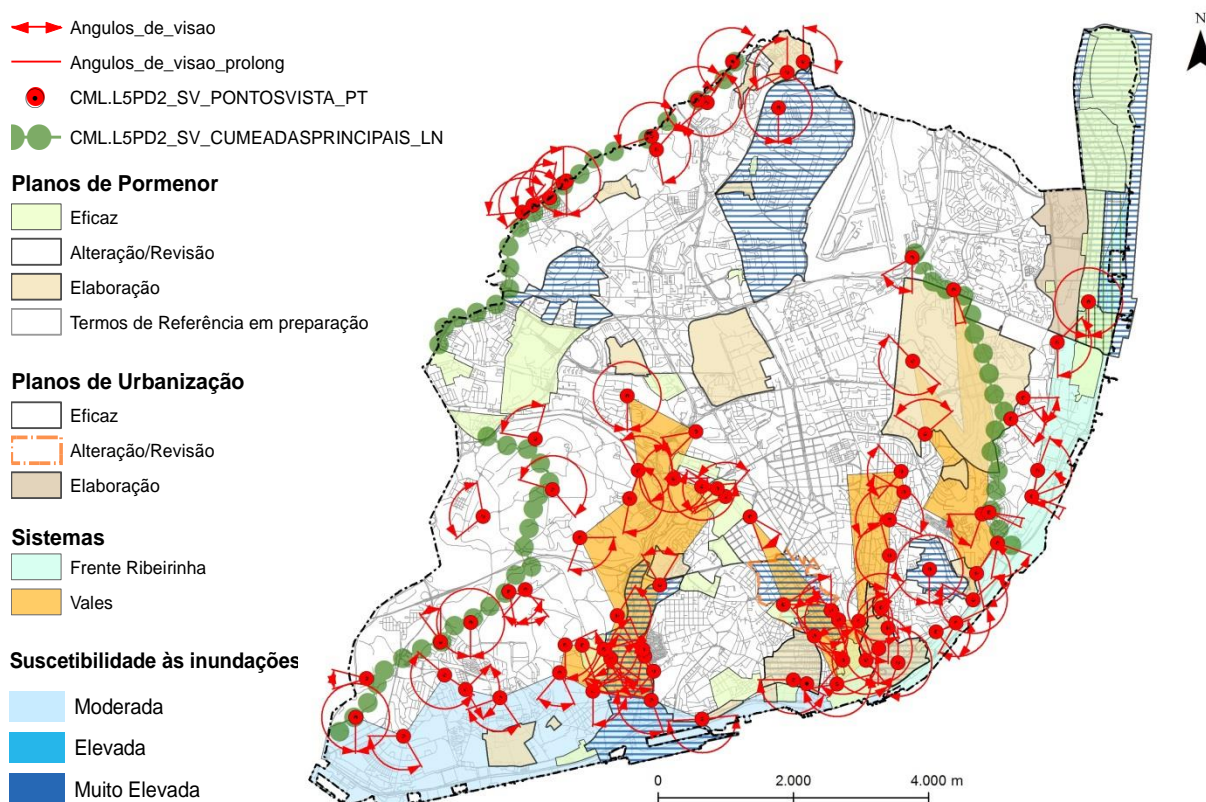 Angulos_de_visao
Angulos_de_visao_prolong
CML.L5PD2_SV_PONTOSVISTA_PT
CML.L5PD2_SV_CUMEADASPRINCIPAIS_LN
Planos de Pormenor
Eficaz
Alteração/Revisão
Elaboração
Termos de Referência em preparação
Planos de Urbanização
Eficaz
Alteração/Revisão
Elaboração
Sistemas
Frente Ribeirinha
Vales
Suscetibilidade às inundações
Moderada
Elevada
Muito Elevada
N
0 2.000 4.000 m